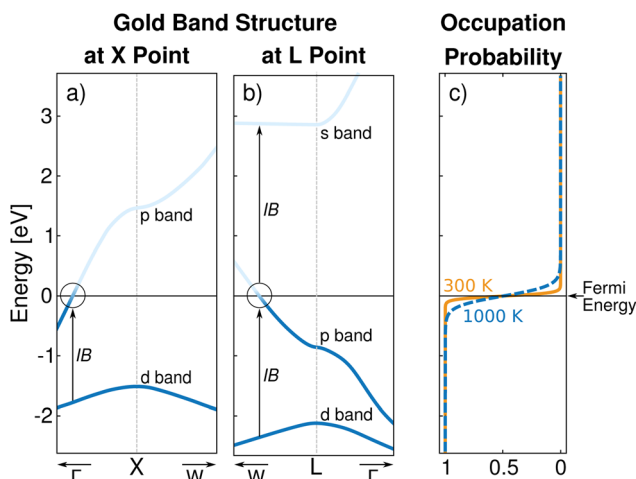 Gold Band Structure
at X Point
at L Point
Occupation
Probability
a)
b)
c)
Energy [eV]
3
2
1
0
-1
-2
p band
d band
IB
s band
p band
d band
IB
IB
300 K
1000 K
Fermi
Energy
Γ
X
W
W
L
Γ
1
0.5
0